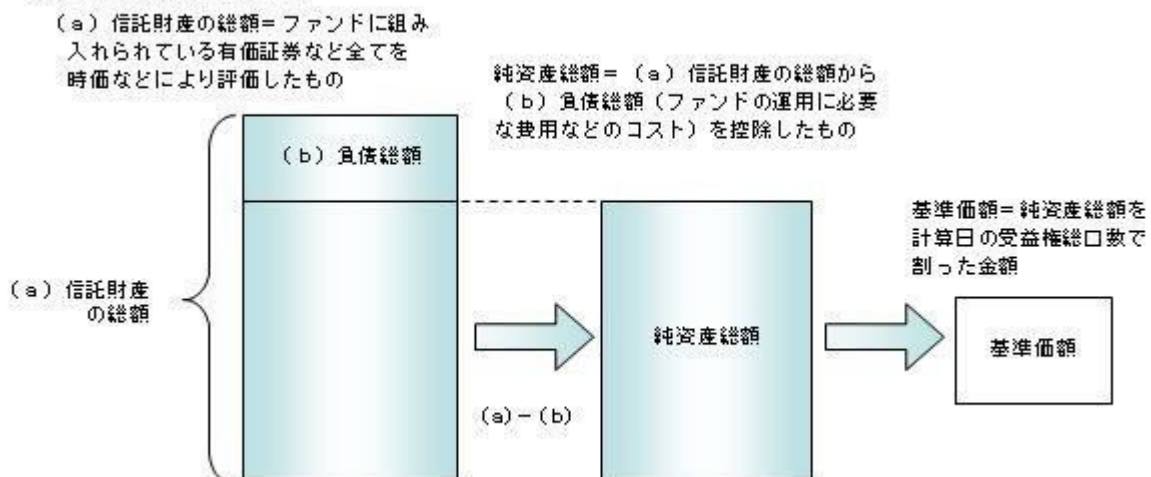 (a)信託財産の総額=ファンドに組み
入れられている有価証券など全てを
時価などにより評価したもの
純資産総額=(a)信託財産の総額から
(b)負債総額(ファンドの運用に必要
な費用などのコスト)を控除したもの
(b)負債総額
基準価額=純資産総額を
計算日の受益権総口数で
割った金額
(a)信託財産
の総額
純資産総額
基準価額
(a)-(b)